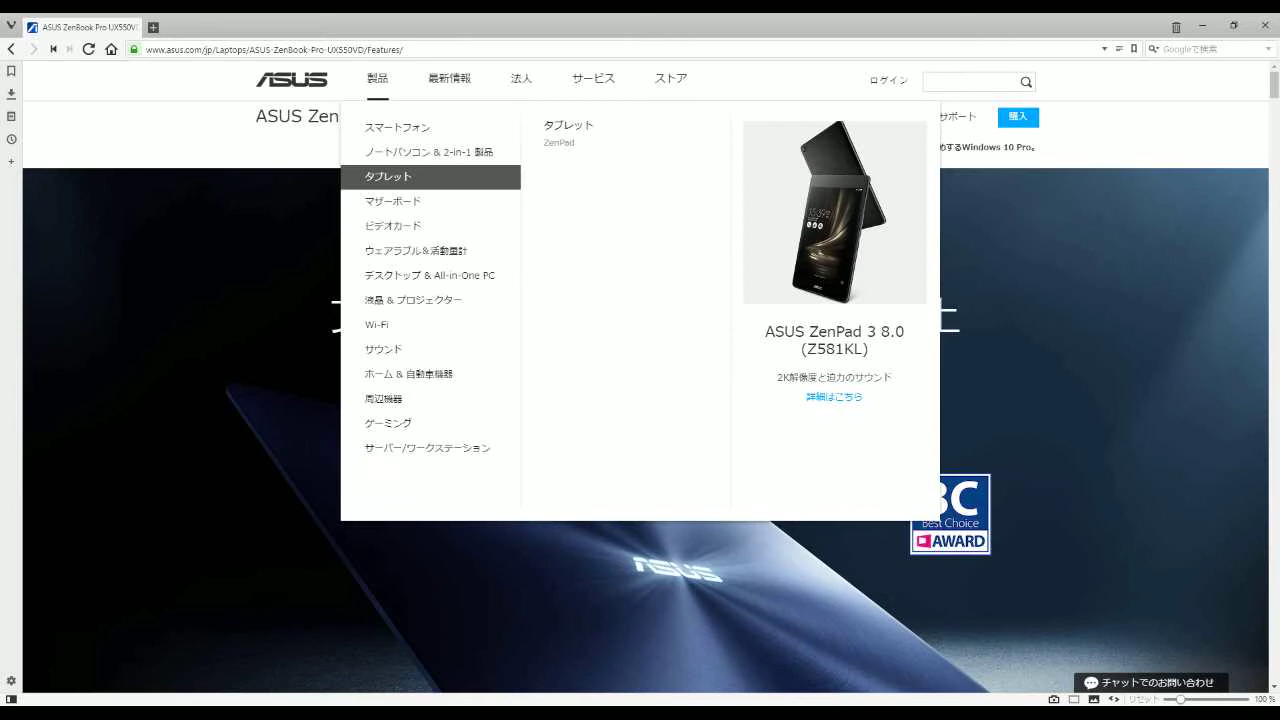 ASUS ZenBook Pro UX550VD
www.asus.com/jp/Laptops/ASUS-ZenBook-Pro-UX550VD/Features/
Googleで検索
ASUS
製品
最新情報
法人
サービス
ストア
ログイン
ASUS Zen
サポート
購入
めするWindows 10 Pro。
スマートフォン
ノートパソコン & 2-in-1 製品
タブレット
マザーボード
ビデオカード
ウェアラブル＆活動量計
デスクトップ & All-in-One PC
液晶 & プロジェクター
Wi-Fi
サウンド
ホーム & 自動車機器
周辺機器
ゲーミング
サーバー/ワークステーション
タブレット
ZenPad
15:39
ASUS ZenPad 3 8.0
(Z581KL)
2K解像度と迫力のサウンド
詳細はこちら
BC
Best Choice
AWARD
ASUS
チャットでのお問い合わせ
リセット
100 %